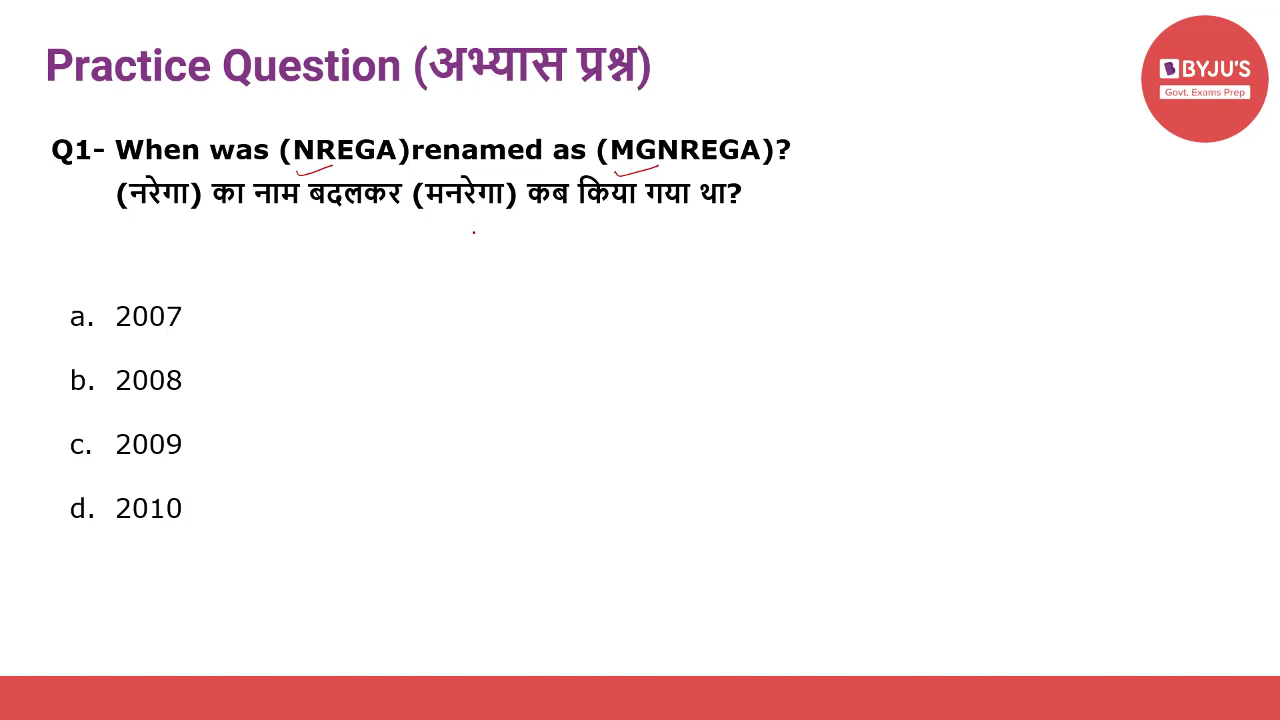 Practice Question (अभ्यास प्रश्न)
BYJU'S
Govt. Exams Prep
Q1- When was (NREGA)renamed as (MGNREGA)?
(नरेगा) का नाम बदलकर (मनरेगा) कब किया गया था?
a. 2007
b. 2008
c. 2009
d. 2010